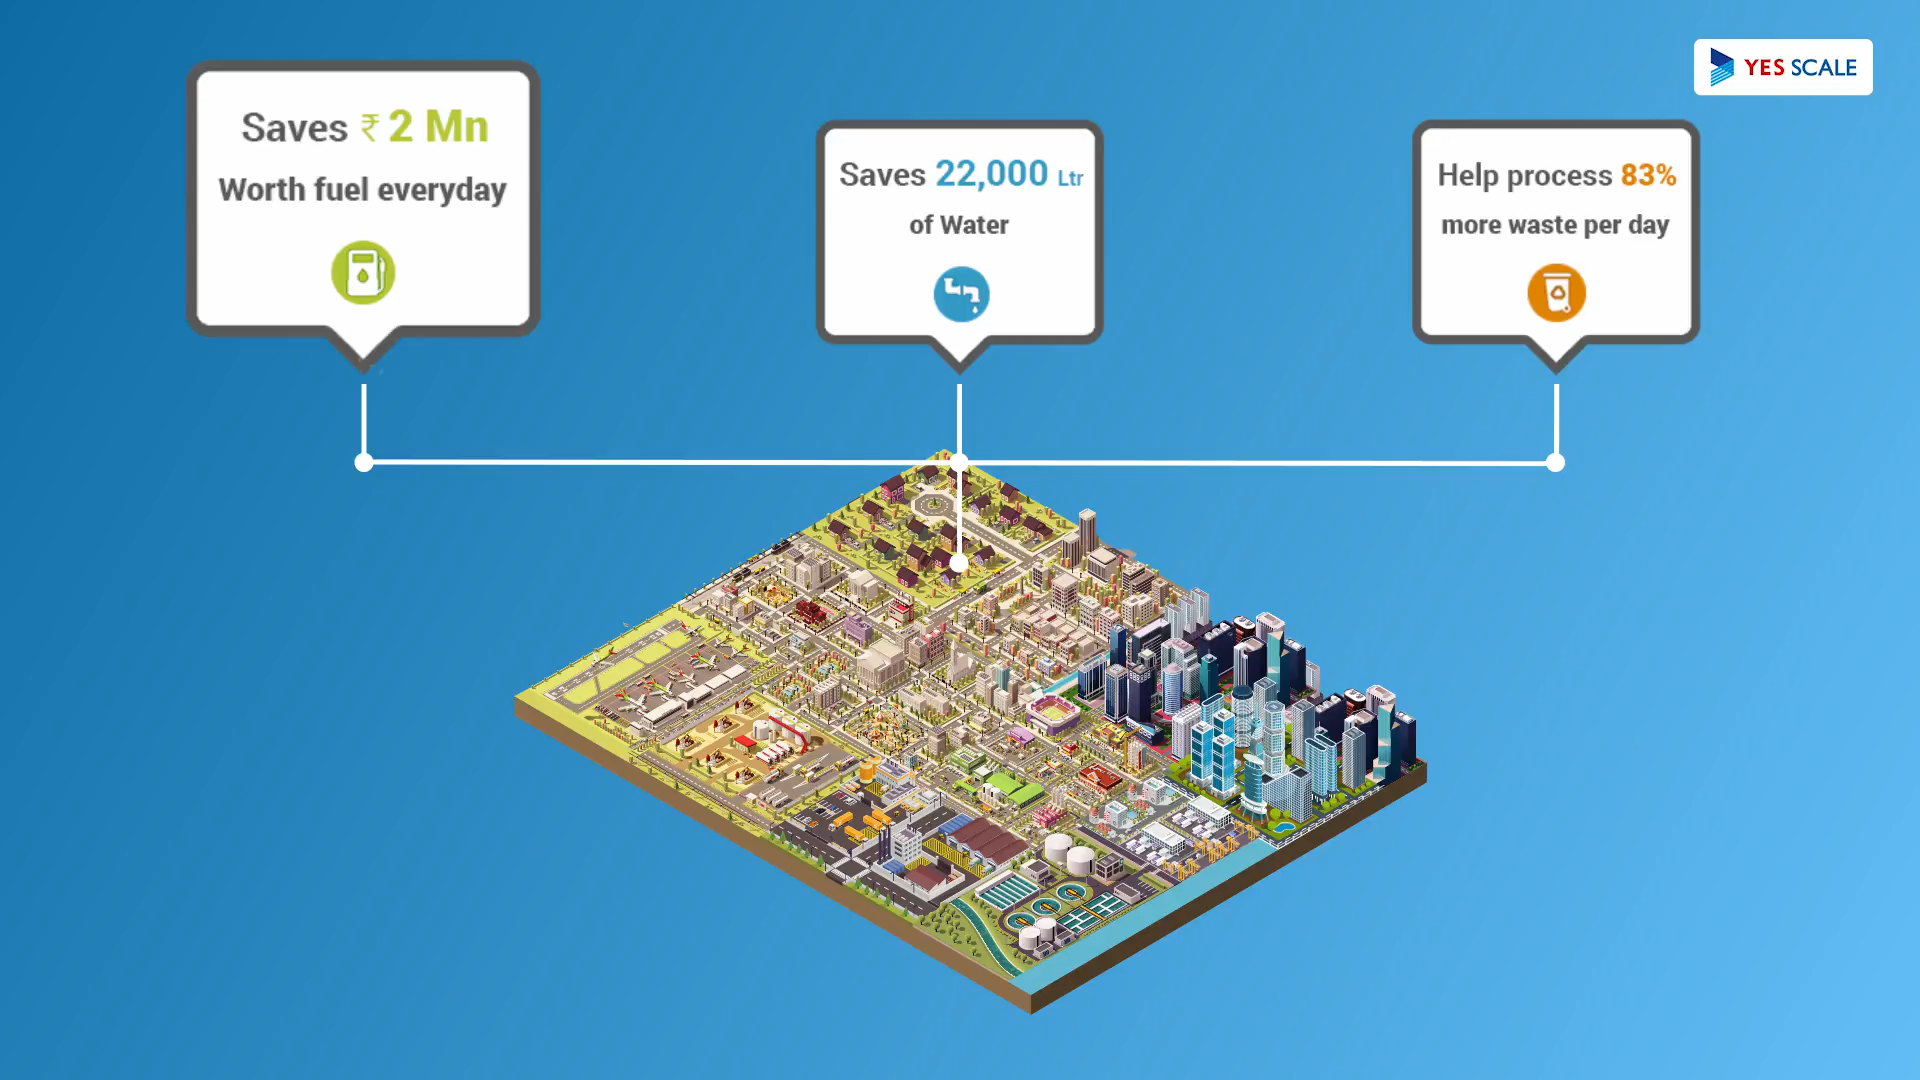 YES SCALE
Saves ₹ 2 Mn
Worth fuel everyday
Saves 22,000 Ltr
of Water
Help process 83%
more waste per day